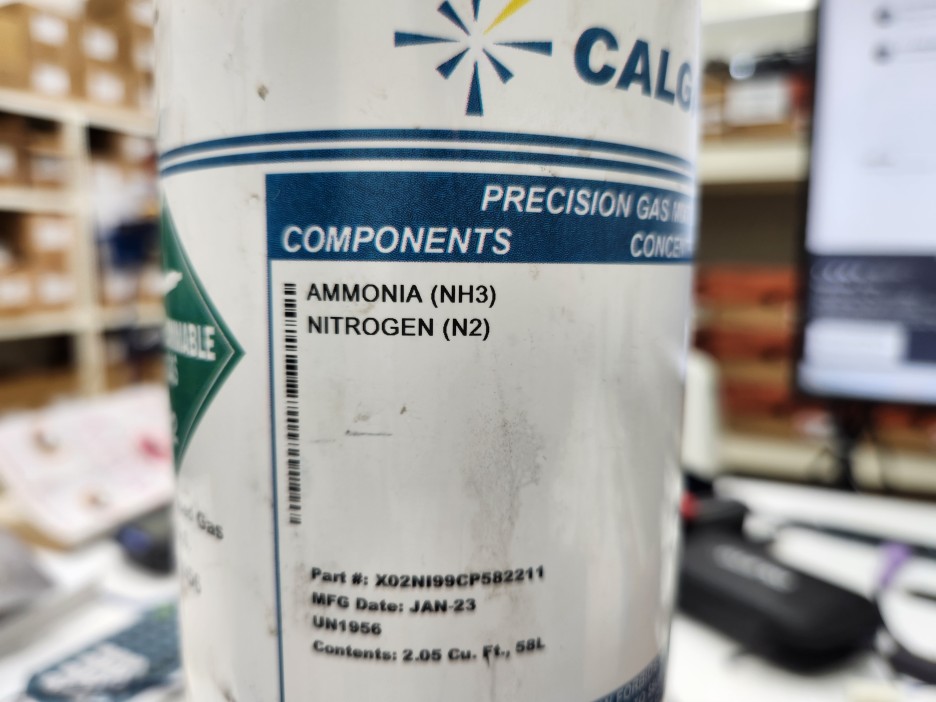 CALG
PRECISION GAS
COMPONENTS
AMMONIA (NH3)
NITROGEN (N2)
Gas
Part #: X02NI99CP582211
MFG Date: JAN-23
UN1956
Contents: 2.05 Cu. Ft., 58L